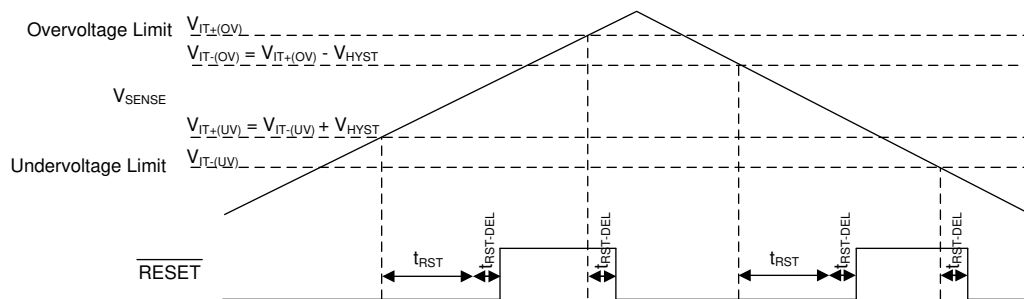 Overvoltage Limit V_IT+(OV)
V_IT-(OV) = V_IT+(OV) - V_HYST
V_SENSE
V_IT+(UV) = V_IT-(UV) + V_HYST
Undervoltage Limit V_IT-(UV)
RESET
t_RST
t_RST-DEL
t_RST-DEL
t_RST
t_RST-DEL
t_RST-DEL